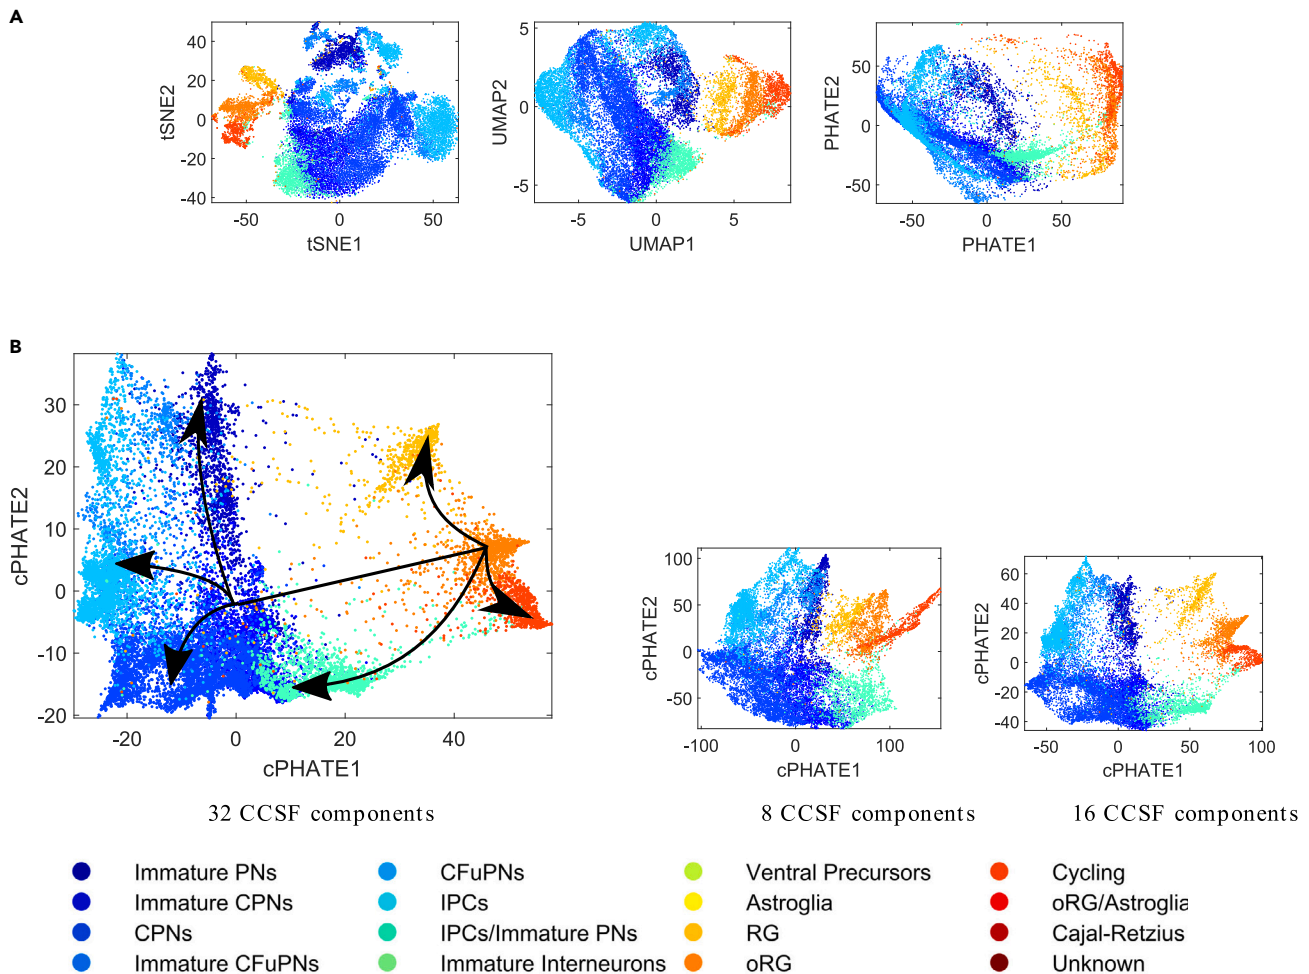 A
40
20
0
-20
-40
tSNE2
-50
0
50
tSNE1
5
0
-5
UMAP2
-5
0
5
UMAP1
50
0
-50
PHATE2
-50
0
50
PHATE1
B
30
20
10
0
-10
-20
cPHATE2
-20
0
20
40
cPHATE1
32 CCSF components
100
50
0
-50
cPHATE2
-100
0
100
cPHATE1
8 CCSF components
60
40
20
0
-20
-40
cPHATE2
-50
0
50
100
cPHATE1
16 CCSF components
Immature PNs
Immature CPNs
CPNs
Immature CFuPNs
CFuPNs
IPCs
IPCs/Immature PNs
Immature Interneurons
Ventral Precursors
Astroglia
RG
oRG
Cycling
oRG/Astroglia
Cajal-Retzius
Unknown